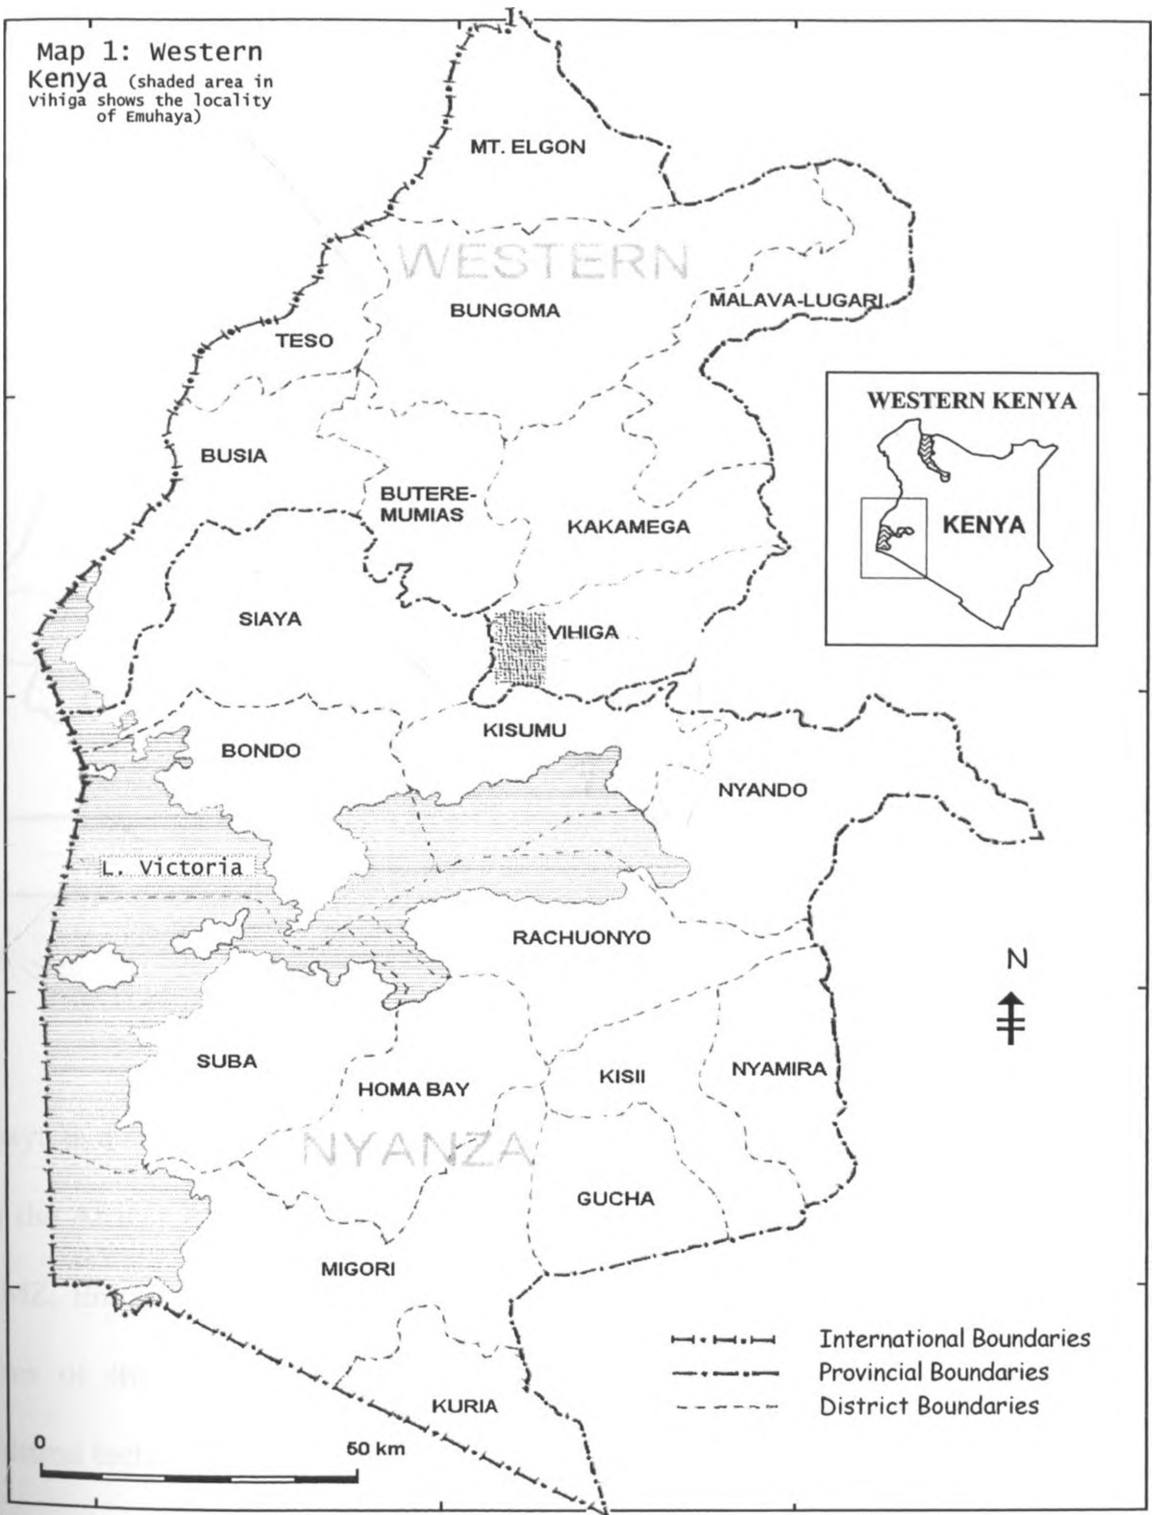 Map 1: Western
Kenya (shaded area in
Vihiga shows the locality
of Emuhaya)
MT. ELGON
WESTERN
BUNGOMA
MALAVA-LUGARI
TESO
WESTERN KENYA
KENYA
BUSIA
BUTERE-
MUMIAS
KAKAMEGA
SIAYA
VIHIGA
KISUMU
BONDO
NYANDO
L. Victoria
RACHUONYO
N
SUBA
HOMA BAY
KISII
NYAMIRA
NYANZA
GUCHA
MIGORI
International Boundaries
Provincial Boundaries
District Boundaries
KURIA
0 50 km